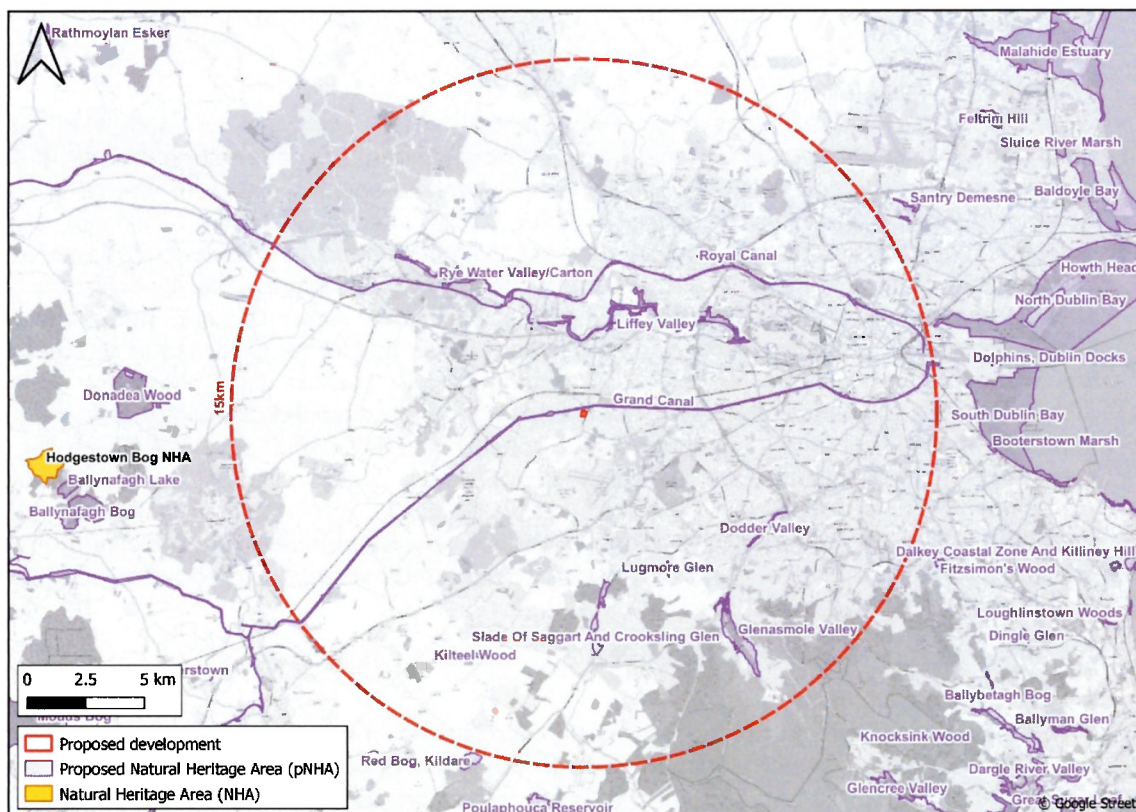 Rathmoylan Esker
Malahide Estuary
Feltrim Hill
Sluice River Marsh
Baldoyle Bay
Santry Demesne
Royal Canal
Rye Water Valley/Carton
Howth Head
North Dublin Bay
Liffey Valley
Dolphins, Dublin Docks
15km
Donadea Wood
Grand Canal
South Dublin Bay
Booterstown Marsh
Hodgestown Bog NHA
Ballynafagh Lake
Ballynafagh Bog
Dodder Valley
Dalkey Coastal Zone And Killiney Hill
Fitzsimon's Wood
Lugmore Glen
Loughlinstown Woods
Slade Of Saggart And Crooksling Glen
Glenasmole Valley
Dingle Glen
Kilteel Wood
erstown
0 2.5 5 km
Ballybetagh Bog
Ballyman Glen
Knocksink Wood
Proposed development
Proposed Natural Heritage Area (pNHA)
Natural Heritage Area (NHA)
Red Bog, Kildare
Dargle River Valley
Glencree Valley
Poulaphouca Reservoir
© Google Street